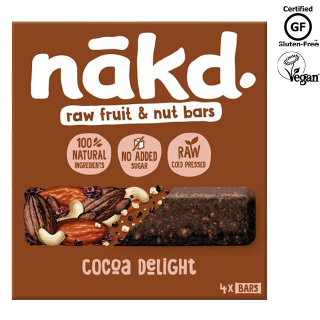 Certified
GF
Gluten-Free
Vegan
nākd.
raw fruit & nut bars
100%
NATURAL
INGREDIENTS
NO ADDED
SUGAR
RAW
COLD PRESSED
COCOA DELIGHT
4x BARS